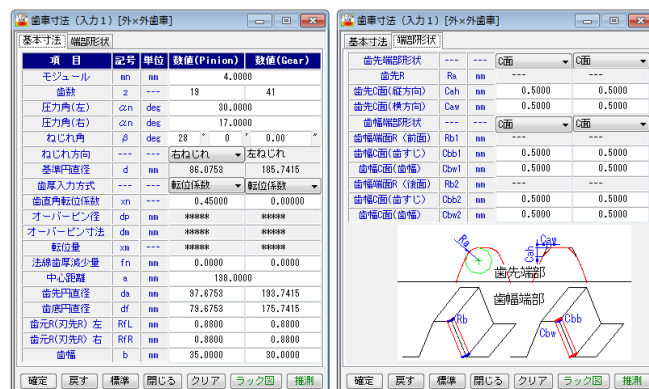 歯車寸法（入力1）[外×外歯車]
基本寸法 端部形状
項　目 記号 単位 数値(Pinion) 数値(Gear)
モジュール mn mm 4.0000
歯数 z --- 19 41
圧力角(左) αn deg 30.0000
圧力角(右) αn deg 17.0000
ねじれ角 β deg 28 ° 0 ' 0.00 "
ねじれ方向 --- --- 右ねじれ 左ねじれ
基準円直径 d mm 86.0753 185.7415
歯厚入力方式 --- --- 転位係数 転位係数
歯直角転位係数 xn --- 0.45000 0.00000
オーバーピン径 dp mm ***** *****
オーバーピン寸法 dm mm ***** *****
転位量 xm --- ***** *****
法線歯厚減少量 fn mm 0.0000 0.0000
中心距離 a mm 138.0000
歯先円直径 da mm 97.6753 193.7415
歯底円直径 df mm 79.6753 175.7415
歯元R(刃先R) 左 RfL mm 0.8800 0.8800
歯元R(刃先R) 右 RfR mm 0.8800 0.8800
歯幅 b mm 35.0000 30.0000
確定 戻す 標準 閉じる クリア ラック図 推測
歯車寸法（入力1）[外×外歯車]
基本寸法 端部形状
歯先端部形状 --- --- C面 C面
歯先R Ra mm --- ---
歯先C面(縦方向) Cah mm 0.5000 0.5000
歯先C面(横方向) Caw mm 0.5000 0.5000
歯幅端部形状 --- --- C面 C面
歯幅端面R（前面） Rb1 mm --- ---
歯幅C面(歯すじ) Cbb1 mm 0.5000 0.5000
歯幅C面(歯幅) Cbw1 mm 0.5000 0.5000
歯幅端面R（後面） Rb2 mm --- ---
歯幅C面(歯すじ) Cbb2 mm 0.5000 0.5000
歯幅C面(歯幅) Cbw2 mm 0.5000 0.5000
Ra Cah Caw
歯先端部
歯幅端部
Rb Cbw Cbb
確定 戻す 標準 閉じる クリア ラック図 推測